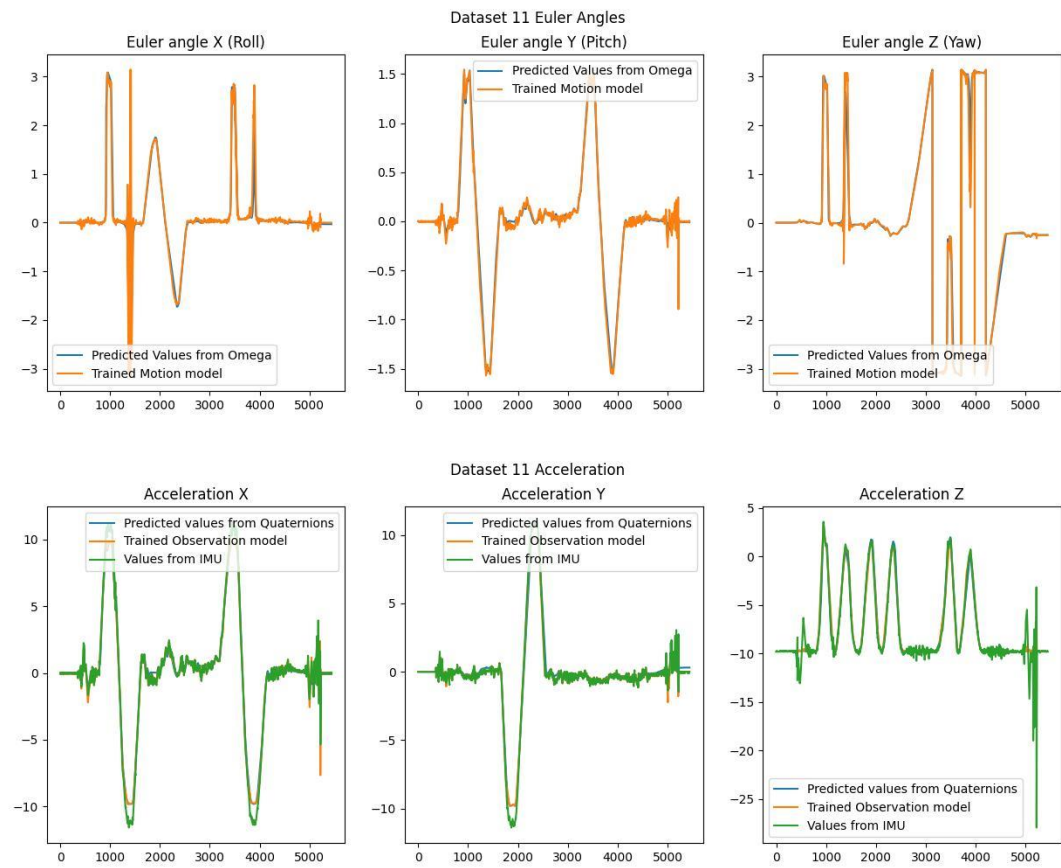 Dataset 11 Euler Angles
Euler angle X (Roll)
Euler angle Y (Pitch)
Euler angle Z (Yaw)
3
2
1
0
−1
−2
−3
Predicted Values from Omega
Trained Motion model
0 1000 2000 3000 4000 5000
1.5
1.0
0.5
0.0
−0.5
−1.0
−1.5
Predicted Values from Omega
Trained Motion model
0 1000 2000 3000 4000 5000
3
2
1
0
−1
−2
−3
Predicted Values from Omega
Trained Motion model
0 1000 2000 3000 4000 5000
Dataset 11 Acceleration
Acceleration X
Acceleration Y
Acceleration Z
10
5
0
−5
−10
Predicted values from Quaternions
Trained Observation model
Values from IMU
0 1000 2000 3000 4000 5000
10
5
0
−5
−10
Predicted values from Quaternions
Trained Observation model
Values from IMU
0 1000 2000 3000 4000 5000
5
0
−5
−10
−15
−20
−25
Predicted values from Quaternions
Trained Observation model
Values from IMU
0 1000 2000 3000 4000 5000